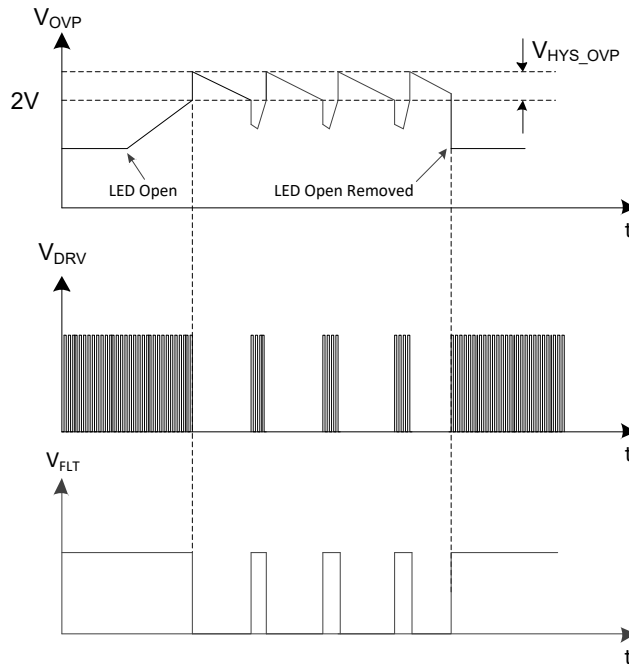 VOVP
VHYS_OVP
2V
LED Open
LED Open Removed
t
VDRV
t
VFLT
t